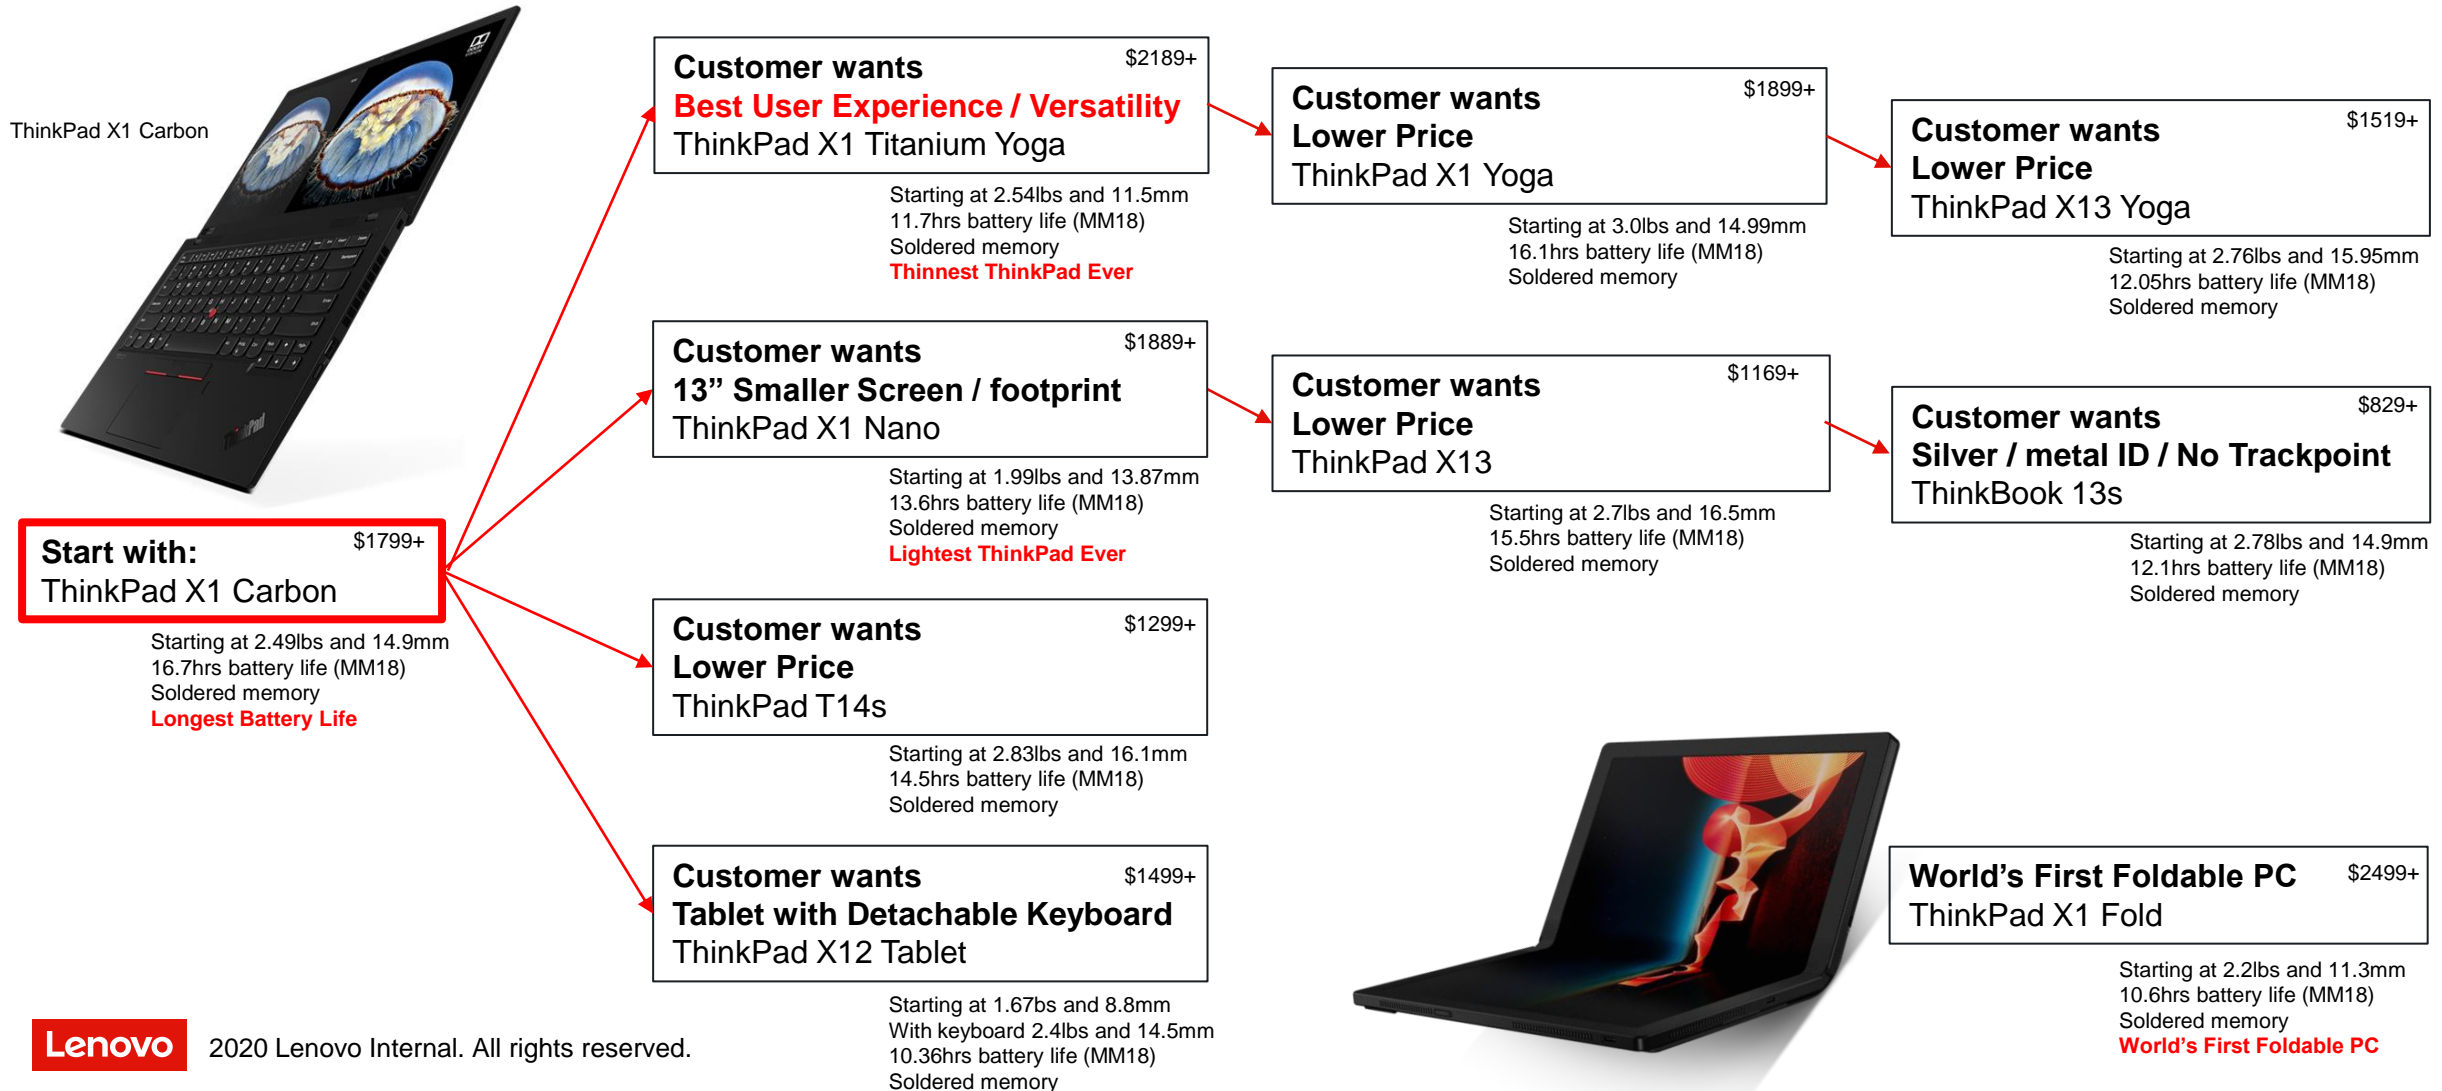 ThinkPad X1 Carbon
Start with:
$1799+
ThinkPad X1 Carbon
Starting at 2.49lbs and 14.9mm
16.7hrs battery life (MM18)
Soldered memory
Longest Battery Life
Customer wants
$2189+
Best User Experience / Versatility
ThinkPad X1 Titanium Yoga
Starting at 2.54lbs and 11.5mm
11.7hrs battery life (MM18)
Soldered memory
Thinnest ThinkPad Ever
Customer wants
$1899+
Lower Price
ThinkPad X1 Yoga
Starting at 3.0lbs and 14.99mm
16.1hrs battery life (MM18)
Soldered memory
Customer wants
$1519+
Lower Price
ThinkPad X13 Yoga
Starting at 2.76lbs and 15.95mm
12.05hrs battery life (MM18)
Soldered memory
Customer wants
$1889+
13” Smaller Screen / footprint
ThinkPad X1 Nano
Starting at 1.99lbs and 13.87mm
13.6hrs battery life (MM18)
Soldered memory
Lightest ThinkPad Ever
Customer wants
$1169+
Lower Price
ThinkPad X13
Starting at 2.7lbs and 16.5mm
15.5hrs battery life (MM18)
Soldered memory
Customer wants
$829+
Silver / metal ID / No Trackpoint
ThinkBook 13s
Starting at 2.78lbs and 14.9mm
12.1hrs battery life (MM18)
Soldered memory
Customer wants
$1299+
Lower Price
ThinkPad T14s
Starting at 2.83lbs and 16.1mm
14.5hrs battery life (MM18)
Soldered memory
Customer wants
$1499+
Tablet with Detachable Keyboard
ThinkPad X12 Tablet
Starting at 1.67bs and 8.8mm
With keyboard 2.4lbs and 14.5mm
10.36hrs battery life (MM18)
Soldered memory
World’s First Foldable PC
$2499+
ThinkPad X1 Fold
Starting at 2.2lbs and 11.3mm
10.6hrs battery life (MM18)
Soldered memory
World’s First Foldable PC
Lenovo
2020 Lenovo Internal. All rights reserved.
ThinkPad